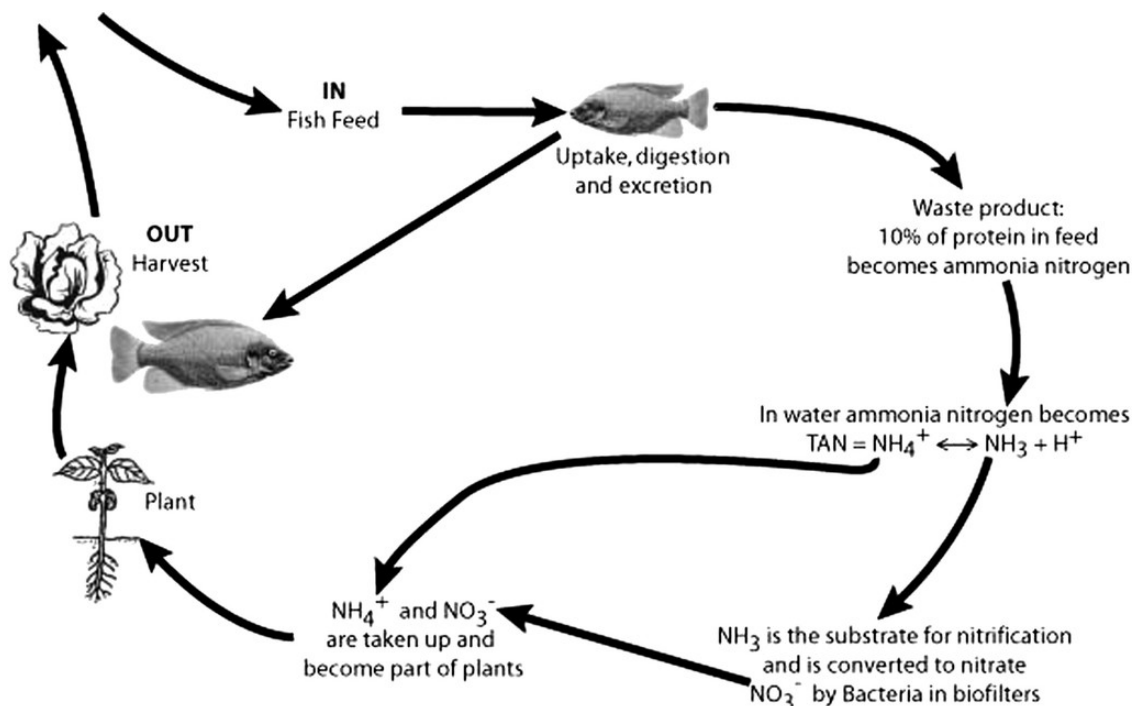 IN
Fish Feed
Uptake, digestion
and excretion
Waste product:
10% of protein in feed
becomes ammonia nitrogen
OUT
Harvest
In water ammonia nitrogen becomes
TAN = NH₄⁺ ↔ NH₃ + H⁺
Plant
NH₄⁺ and NO₃⁻
are taken up and
become part of plants
NH₃ is the substrate for nitrification
and is converted to nitrate
NO₃⁻ by Bacteria in biofilters